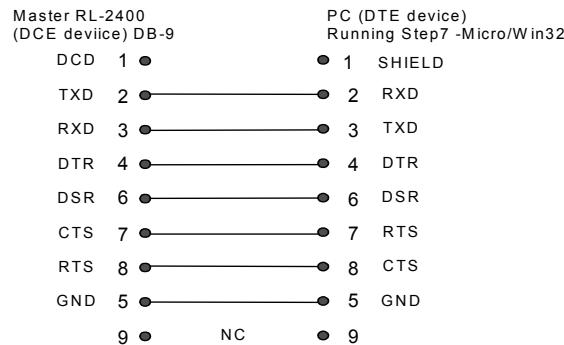 Master RL-2400 PC (DTE device)
(DCE deviice) DB-9 Running Step7 -Micro/Win32
DCD 1 1 SHIELD
TXD 2 2 RXD
RXD 3 3 TXD
DTR 4 4 DTR
DSR 6 6 DSR
CTS 7 7 RTS
RTS 8 8 CTS
GND 5 5 GND
9 NC 9